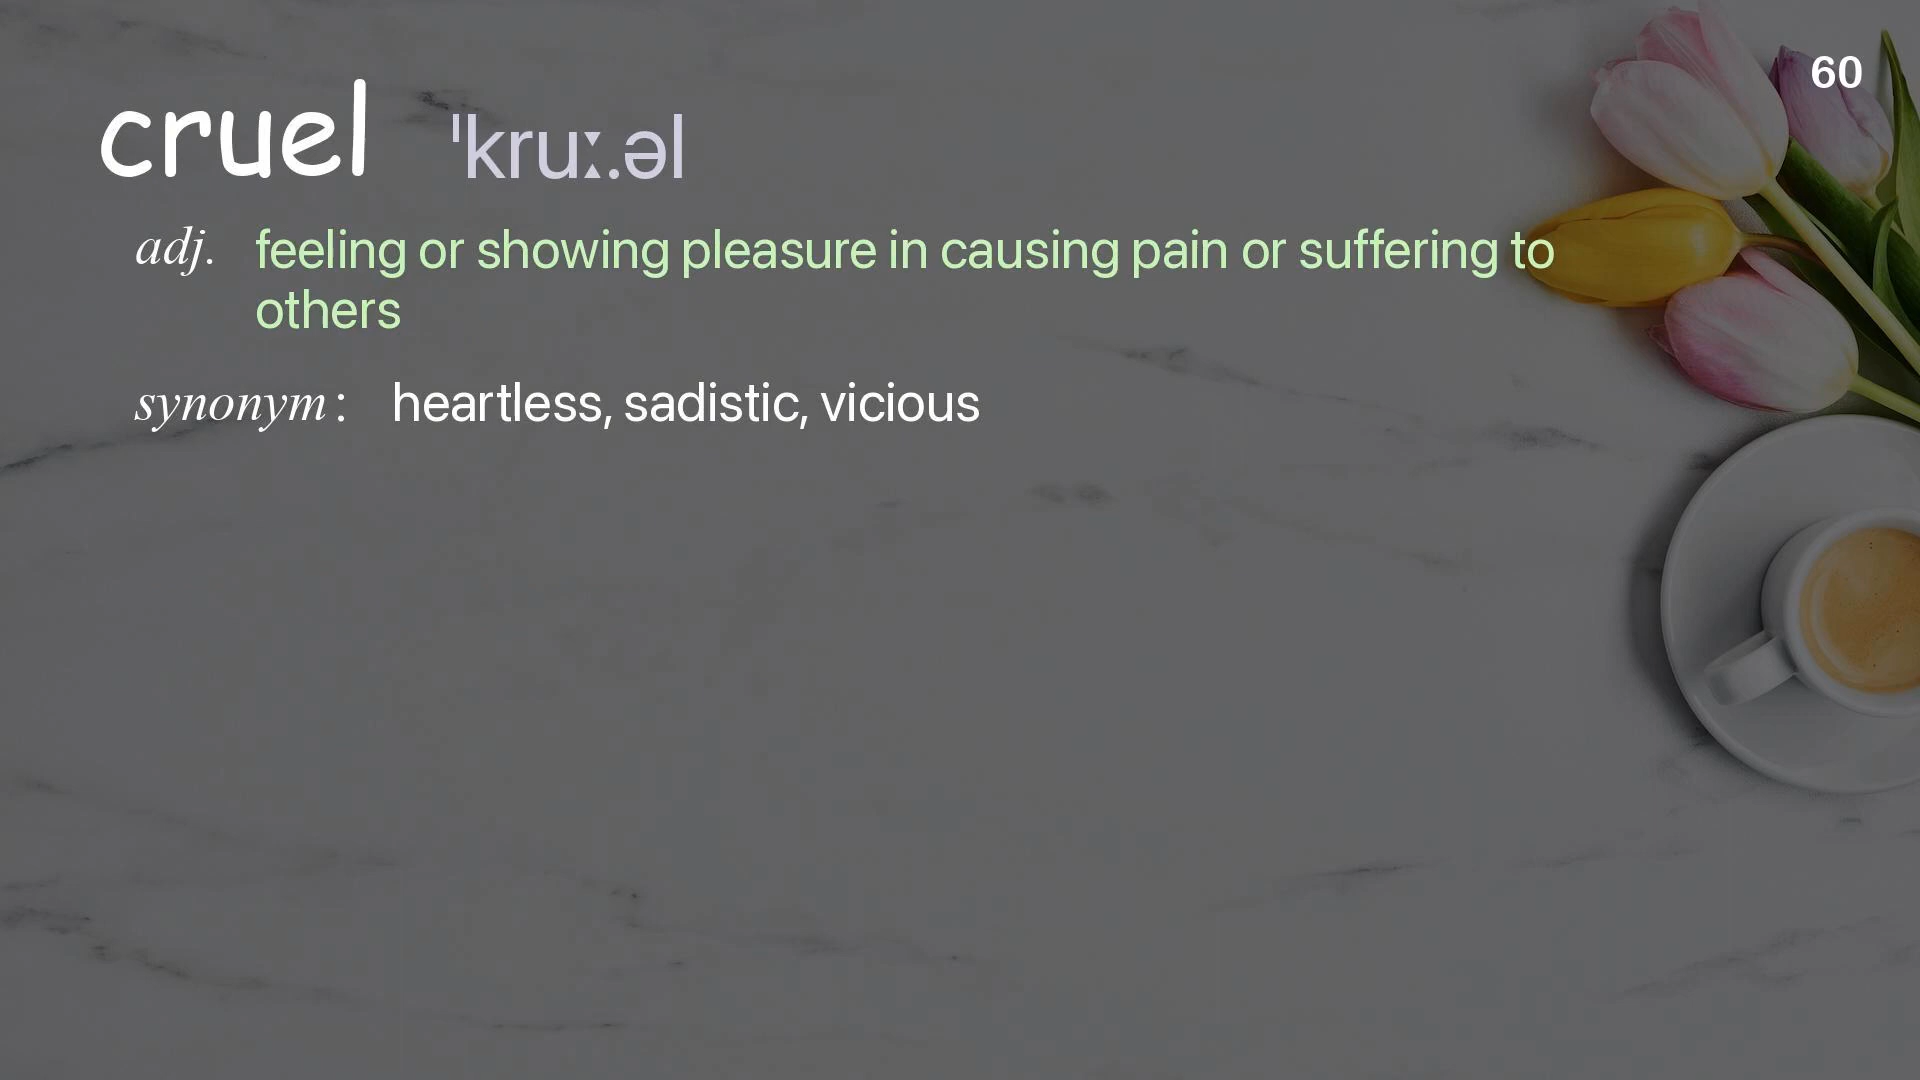 60
cruel ˈkruː.əl
adj. feeling or showing pleasure in causing pain or suffering to
others
synonym: heartless, sadistic, vicious